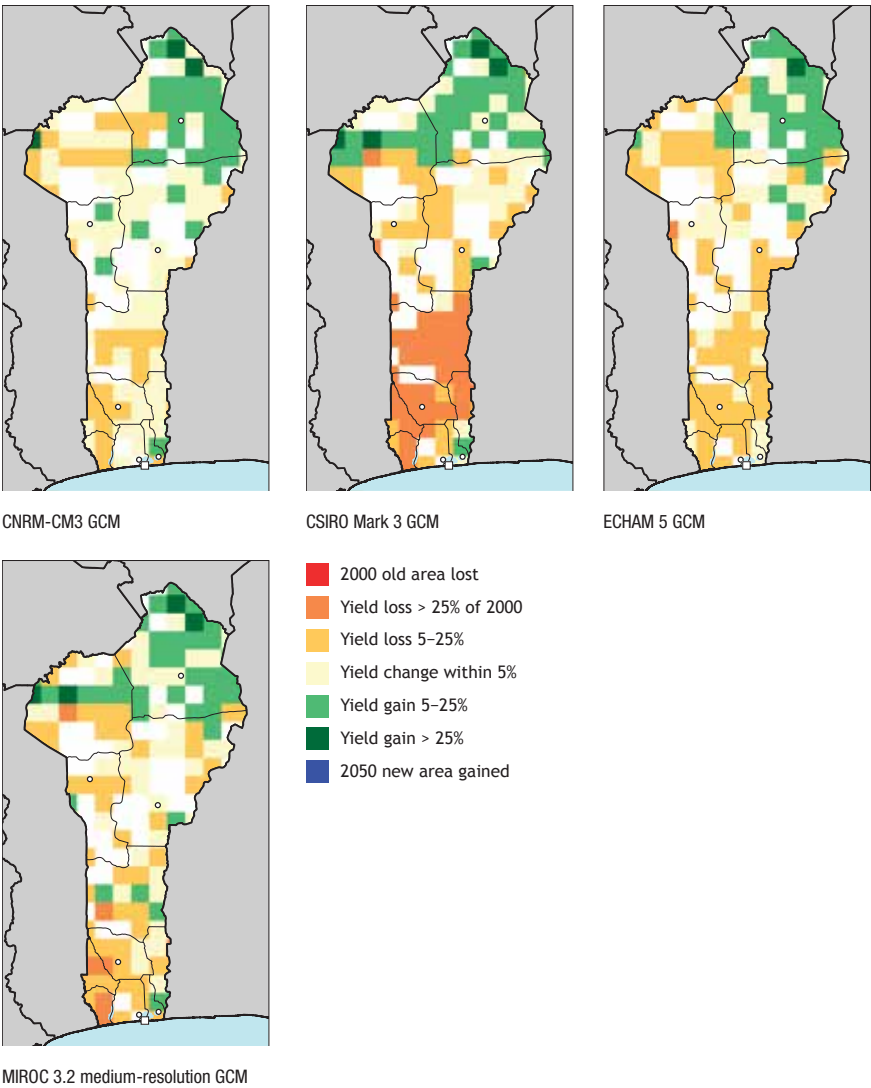 CNRM-CM3 GCM
CSIRO Mark 3 GCM
ECHAM 5 GCM
2000 old area lost
Yield loss > 25% of 2000
Yield loss 5–25%
Yield change within 5%
Yield gain 5–25%
Yield gain > 25%
2050 new area gained
MIROC 3.2 medium-resolution GCM